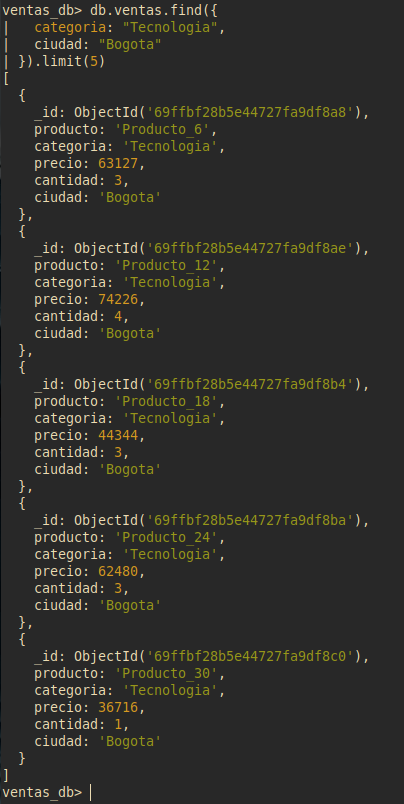 ventas_db> db.ventas.find({
|   categoria: "Tecnologia",
|   ciudad: "Bogota"
| }).limit(5)
[
  {
    _id: ObjectId('69ffbf28b5e44727fa9df8a8'),
    producto: 'Producto_6',
    categoria: 'Tecnologia',
    precio: 63127,
    cantidad: 3,
    ciudad: 'Bogota'
  },
  {
    _id: ObjectId('69ffbf28b5e44727fa9df8ae'),
    producto: 'Producto_12',
    categoria: 'Tecnologia',
    precio: 74226,
    cantidad: 4,
    ciudad: 'Bogota'
  },
  {
    _id: ObjectId('69ffbf28b5e44727fa9df8b4'),
    producto: 'Producto_18',
    categoria: 'Tecnologia',
    precio: 44344,
    cantidad: 3,
    ciudad: 'Bogota'
  },
  {
    _id: ObjectId('69ffbf28b5e44727fa9df8ba'),
    producto: 'Producto_24',
    categoria: 'Tecnologia',
    precio: 62480,
    cantidad: 3,
    ciudad: 'Bogota'
  },
  {
    _id: ObjectId('69ffbf28b5e44727fa9df8c0'),
    producto: 'Producto_30',
    categoria: 'Tecnologia',
    precio: 36716,
    cantidad: 1,
    ciudad: 'Bogota'
  }
]
ventas_db>